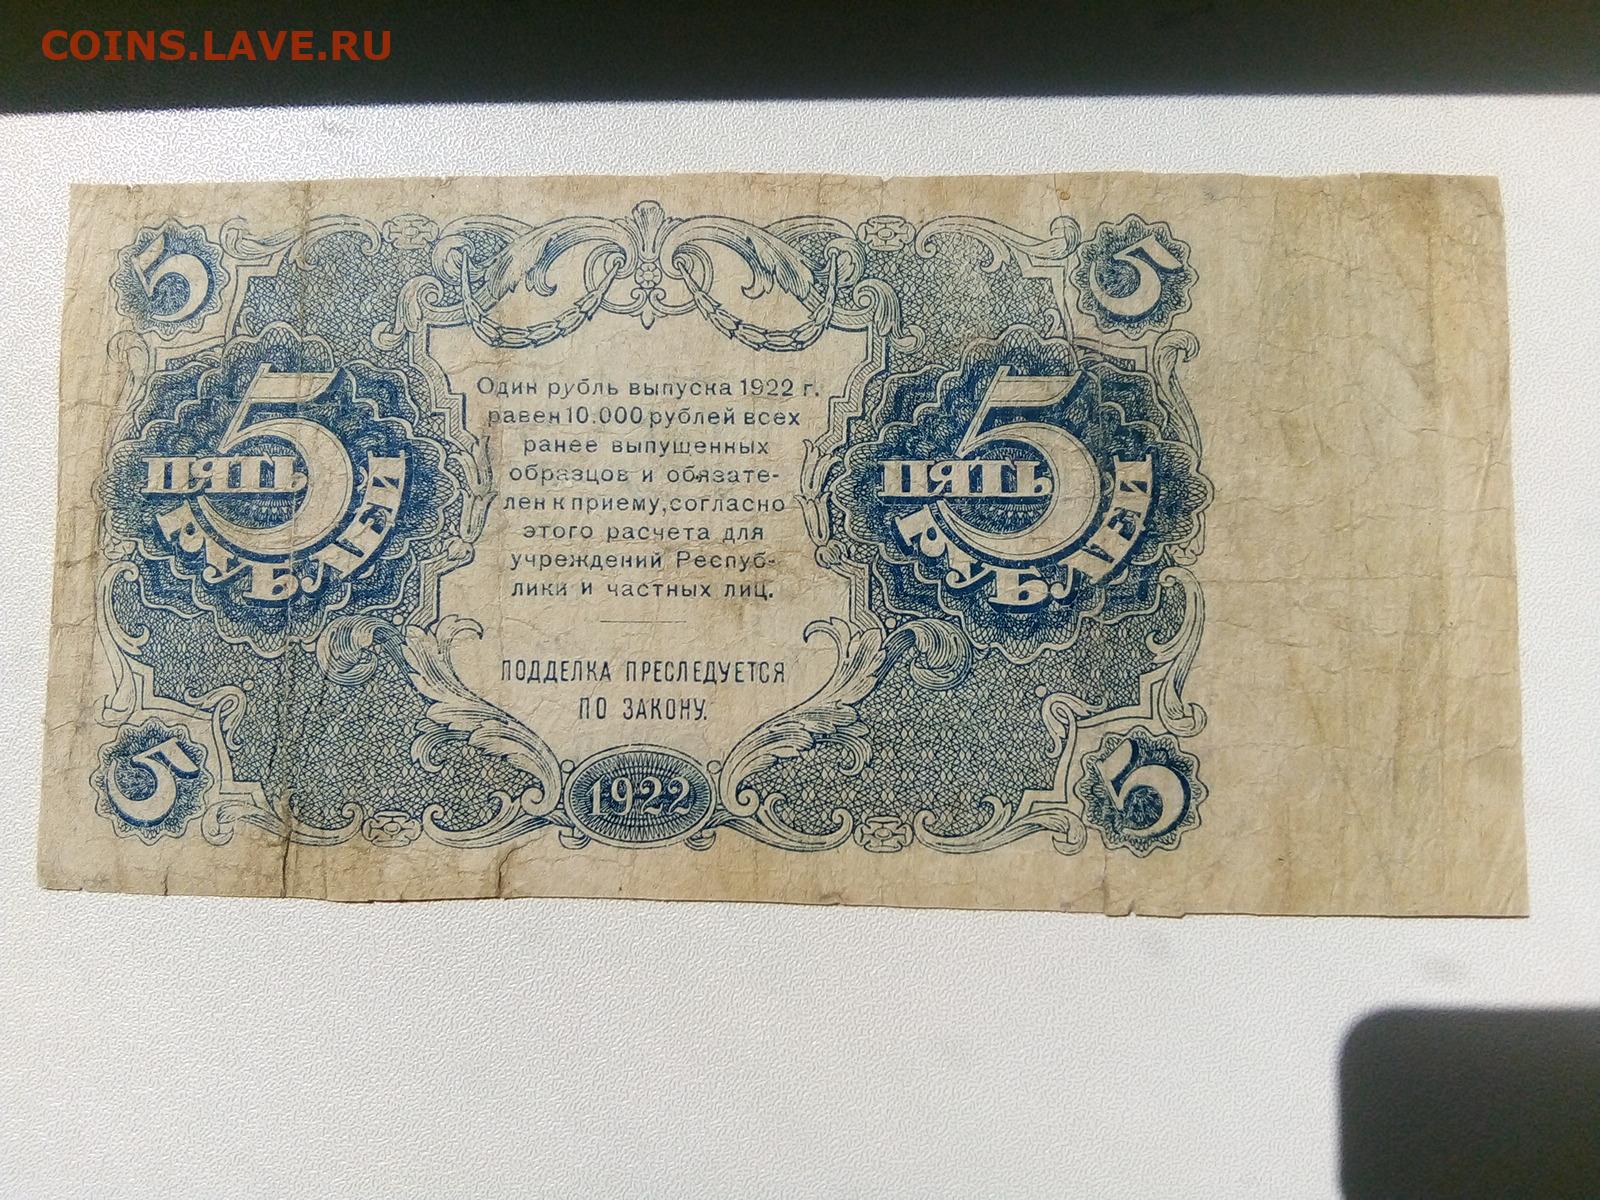 COINS.LAVE.RU
5
5
5 ПЯТЬ РУБЛЕЙ
Один рубль выпуска 1922 г.
равен 10.000 рублей всех
ранее выпущенных
образцов и обязате-
лен к приему, согласно
этого расчета для
учреждений Респуб-
лики и частных лиц.
5 ПЯТЬ РУБЛЕЙ
ПОДДЕЛКА ПРЕСЛЕДУЕТСЯ
ПО ЗАКОНУ.
5
1922
5